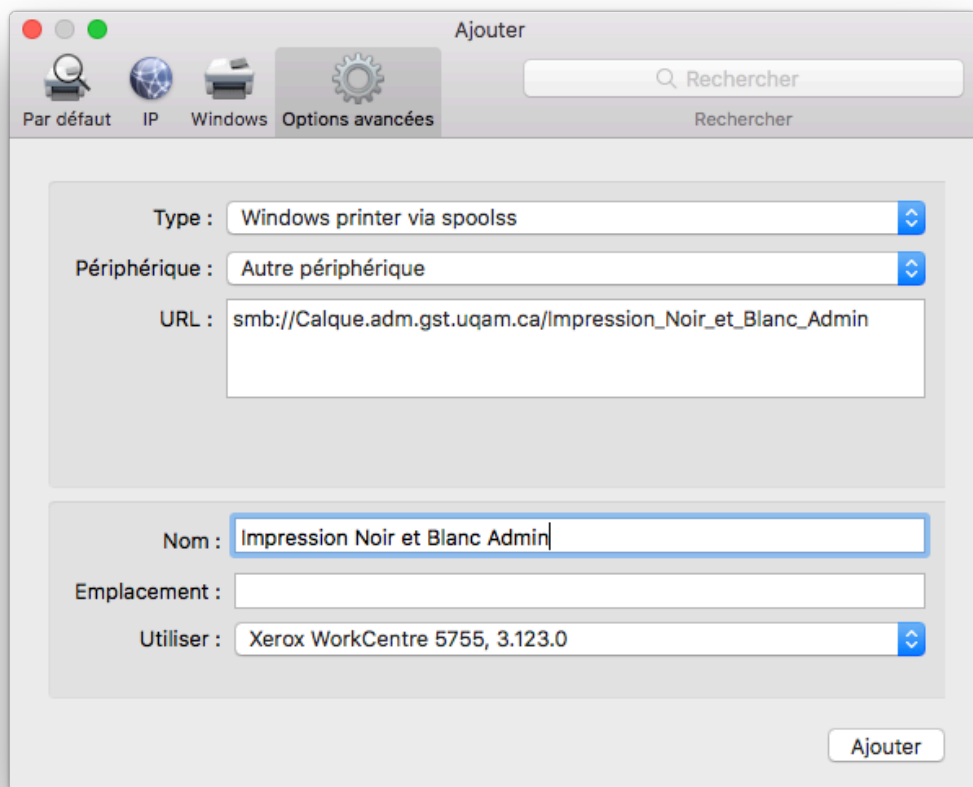 Ajouter
Rechercher
Par défaut IP Windows Options avancées Rechercher
Type : Windows printer via spoolss
Périphérique : Autre périphérique
URL : smb://Calque.adm.gst.uqam.ca/Impression_Noir_et_Blanc_Admin
Nom : Impression Noir et Blanc Admin
Emplacement :
Utiliser : Xerox WorkCentre 5755, 3.123.0
Ajouter